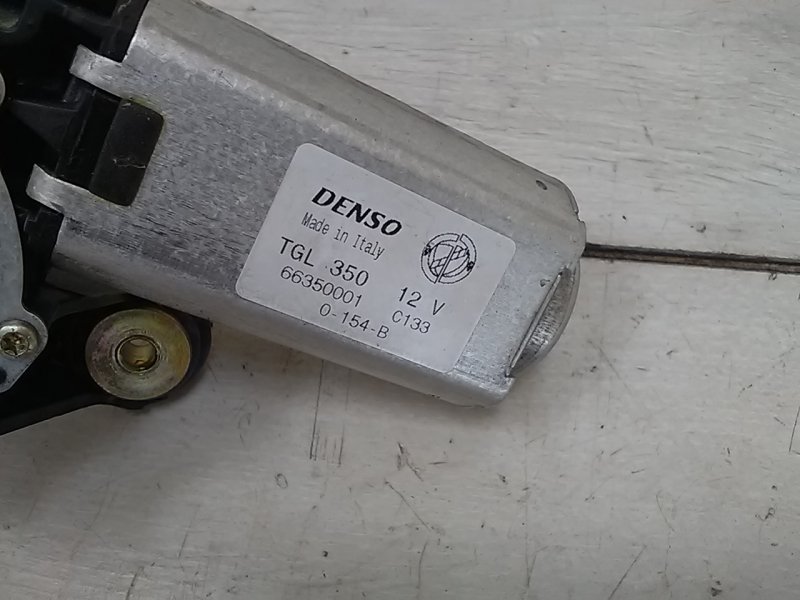 DENSO
Made in Italy
TGL 350 12 V
66350001 C133
0-154-B